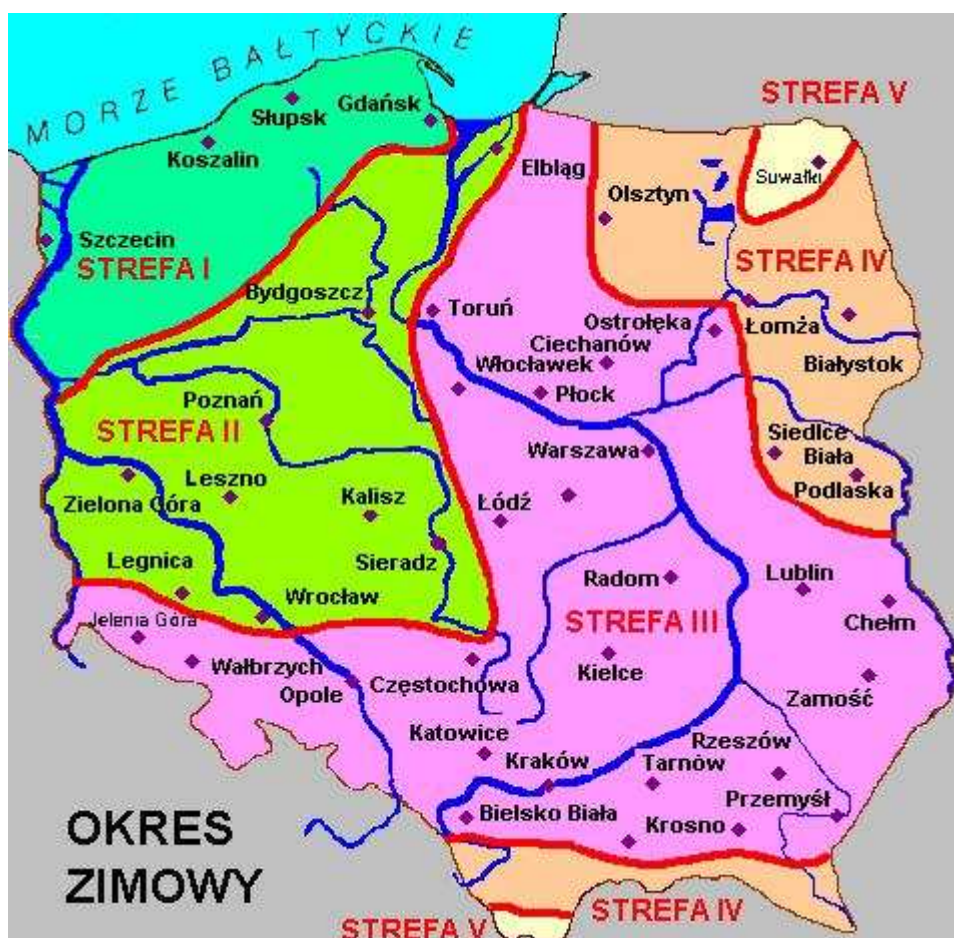 MORZE BAŁTYCKIE
STREFA V
Słupsk
Gdańsk
Koszalin
Elbląg
Suwałki
Olsztyn
Szczecin
STREFA I
STREFA IV
Bydgoszcz
Toruń
Ostrołęka
Łomża
Ciechanów
Włocławek
Białystok
Płock
Poznań
STREFA II
Siedlce
Warszawa
Biała
Podlaska
Leszno
Zielona Góra
Kalisz
Łódź
Legnica
Sieradz
Radom
Lublin
Wrocław
Jelenia Góra
STREFA III
Chełm
Wałbrzych
Kielce
Opole
Częstochowa
Zamość
Katowice
Rzeszów
Kraków
Tarnów
Przemyśl
Bielsko Biała
Krosno
OKRES
ZIMOWY
STREFA IV
STREFA V